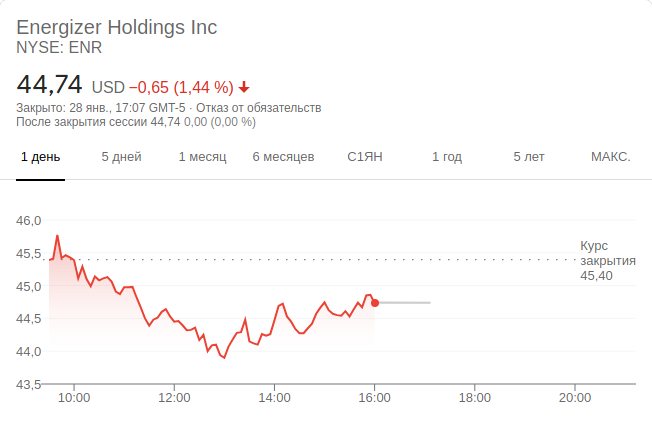 Energizer Holdings Inc
NYSE: ENR
44,74 USD −0,65 (1,44 %)
Закрыто: 28 янв., 17:07 GMT-5 · Отказ от обязательств
После закрытия сессии 44,74 0,00 (0,00 %)
1 день 5 дней 1 месяц 6 месяцев С1ЯН 1 год 5 лет МАКС.
46,0
45,5
45,0
44,5
44,0
43,5
Курс
закрытия
45,40
10:00 12:00 14:00 16:00 18:00 20:00